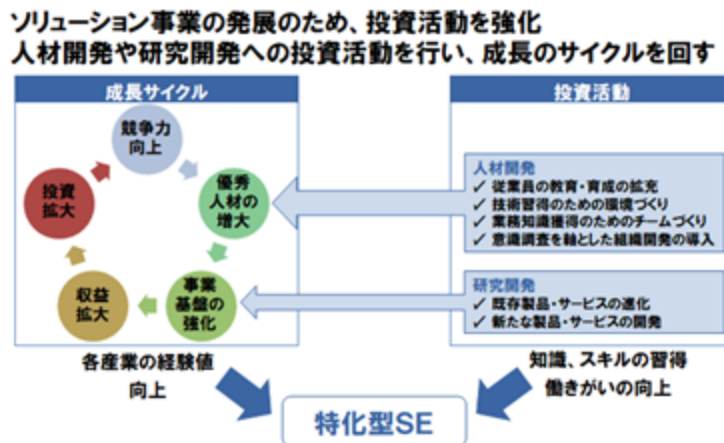 ソリューション事業の発展のため、投資活動を強化
人材開発や研究開発への投資活動を行い、成長のサイクルを回す
成長サイクル
競争力
向上
優秀
人材の
増大
事業
基盤の
強化
収益
拡大
投資
拡大
投資活動
人材開発
✓ 従業員の教育・育成の拡充
✓ 技術習得のための環境づくり
✓ 業務知識獲得のためのチームづくり
✓ 意識調査を軸とした組織開発の導入
研究開発
✓ 既存製品・サービスの進化
✓ 新たな製品・サービスの開発
各産業の経験値
向上
知識、スキルの習得
働きがいの向上
特化型SE